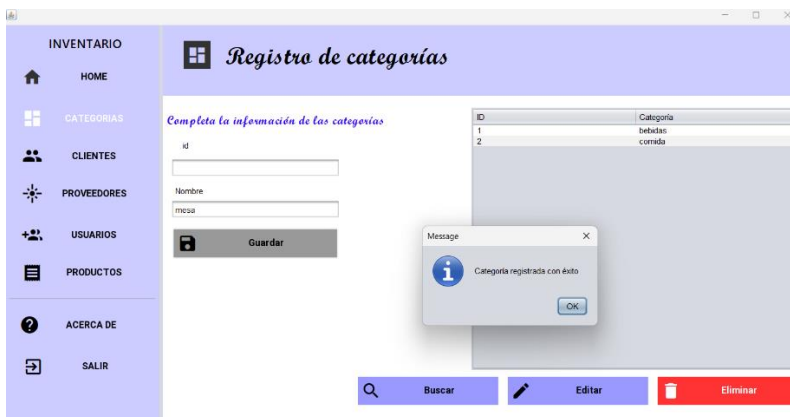 INVENTARIO
HOME
CATEGORIAS
CLIENTES
PROVEEDORES
USUARIOS
PRODUCTOS
ACERCA DE
SALIR
Registro de categorías
Completa la información de las categorías
id
Nombre
mesa
Guardar
ID Categoría
1 bebidas
2 comida
Message
Categoría registrada con éxito
OK
Buscar
Editar
Eliminar